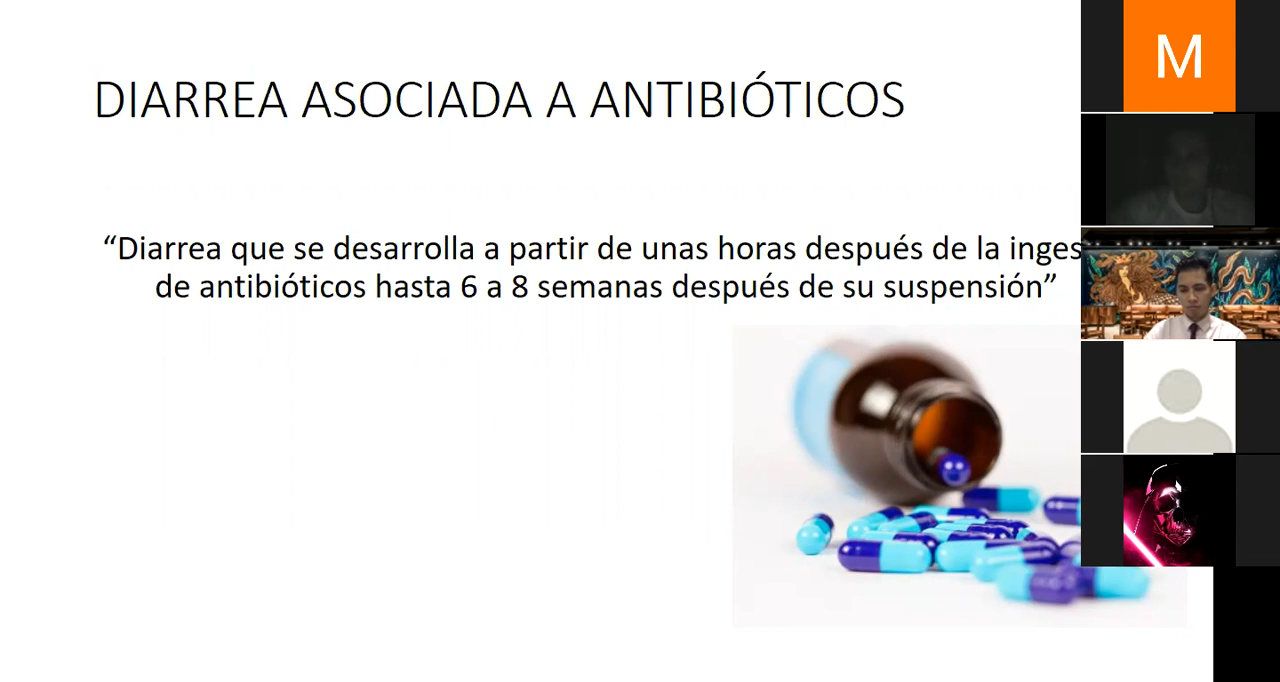 DIARREA ASOCIADA A ANTIBIÓTICOS
“Diarrea que se desarrolla a partir de unas horas después de la inges
de antibióticos hasta 6 a 8 semanas después de su suspensión”
M